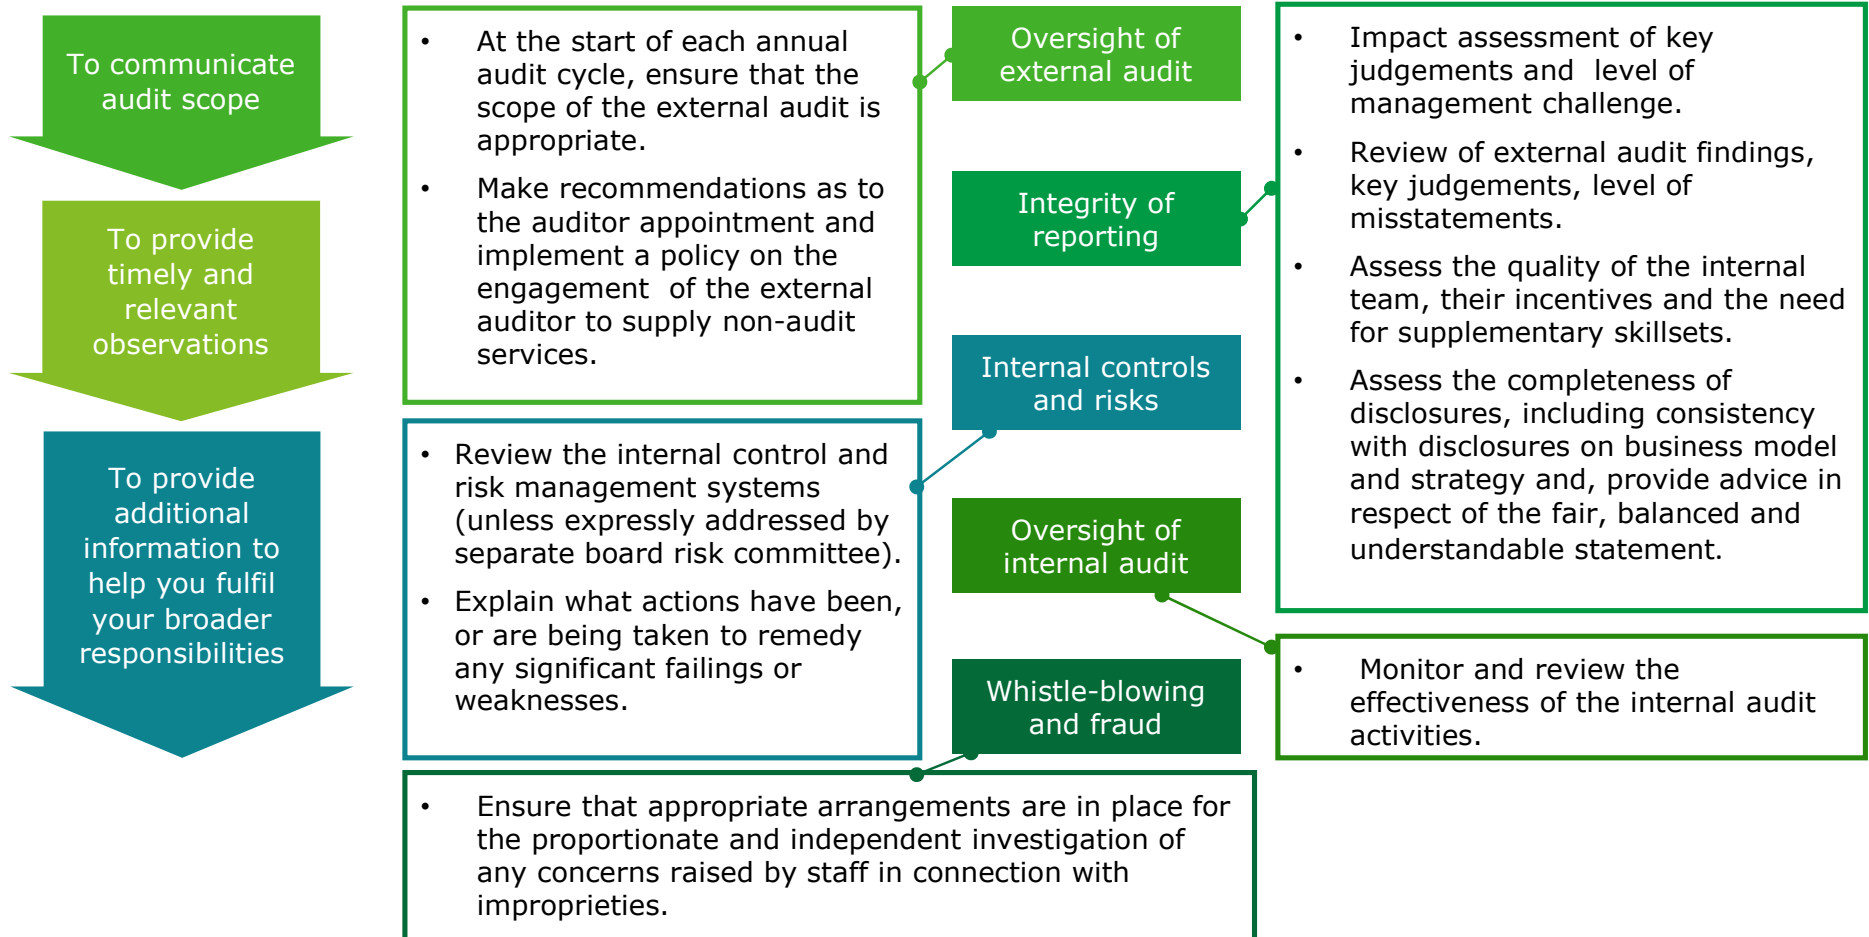 To communicate
audit scope
To provide
timely and
relevant
observations
To provide
additional
information to
help you fulfil
your broader
responsibilities
• At the start of each annual
audit cycle, ensure that the
scope of the external audit is
appropriate.
• Make recommendations as to
the auditor appointment and
implement a policy on the
engagement of the external
auditor to supply non-audit
services.
• Review the internal control and
risk management systems
(unless expressly addressed by
separate board risk committee).
• Explain what actions have been,
or are being taken to remedy
any significant failings or
weaknesses.
• Ensure that appropriate arrangements are in place for
the proportionate and independent investigation of
any concerns raised by staff in connection with
improprieties.
Oversight of
external audit
Integrity of
reporting
Internal controls
and risks
Oversight of
internal audit
Whistle-blowing
and fraud
• Impact assessment of key
judgements and level of
management challenge.
• Review of external audit findings,
key judgements, level of
misstatements.
• Assess the quality of the internal
team, their incentives and the need
for supplementary skillsets.
• Assess the completeness of
disclosures, including consistency
with disclosures on business model
and strategy and, provide advice in
respect of the fair, balanced and
understandable statement.
• Monitor and review the
effectiveness of the internal audit
activities.